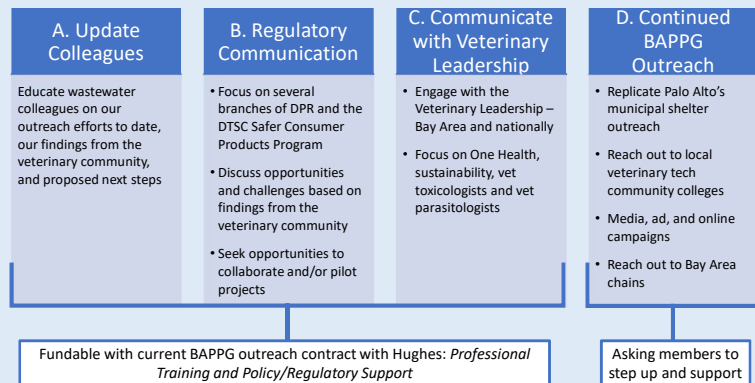 A. Update
Colleagues
Educate wastewater
colleagues on our
outreach efforts to date,
our findings from the
veterinary community,
and proposed next steps
B. Regulatory
Communication
• Focus on several
branches of DPR and the
DTSC Safer Consumer
Products Program
• Discuss opportunities
and challenges based on
findings from the
veterinary community
• Seek opportunities to
collaborate and/or pilot
projects
C. Communicate
with Veterinary
Leadership
• Engage with the
Veterinary Leadership –
Bay Area and nationally
• Focus on One Health,
sustainability, vet
toxicologists and vet
parasitologists
D. Continued
BAPPG
Outreach
• Replicate Palo Alto's
municipal shelter
outreach
• Reach out to local
veterinary tech
community colleges
• Media, ad, and online
campaigns
• Reach out to Bay Area
chains
Fundable with current BAPPG outreach contract with Hughes: Professional
Training and Policy/Regulatory Support
Asking members to
step up and support